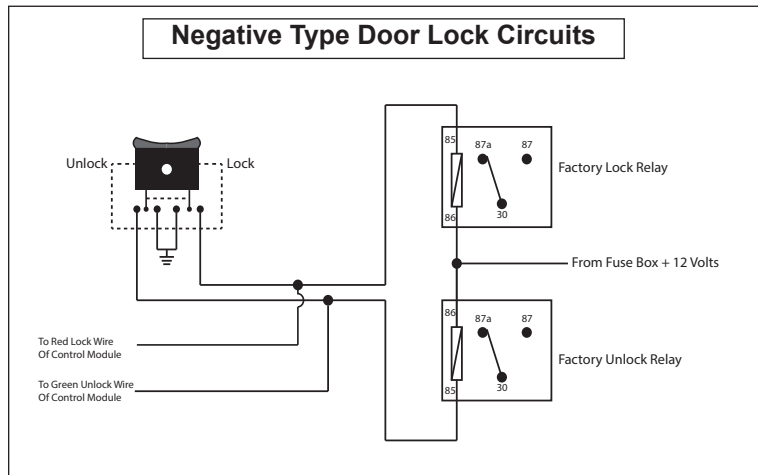 Negative Type Door Lock Circuits
Unlock
Lock
85
87a
87
Factory Lock Relay
86
30
From Fuse Box + 12 Volts
86
87a
87
To Red Lock Wire
Of Control Module
Factory Unlock Relay
To Green Unlock Wire
Of Control Module
30
85